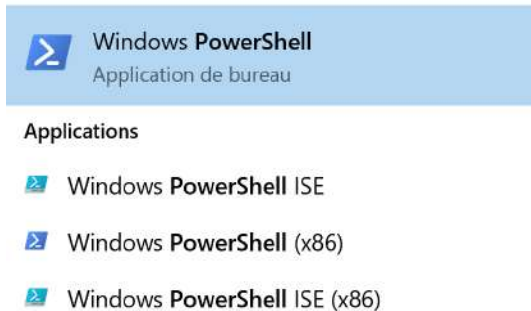 Windows PowerShell
Application de bureau
Applications
Windows PowerShell ISE
Windows PowerShell (x86)
Windows PowerShell ISE (x86)